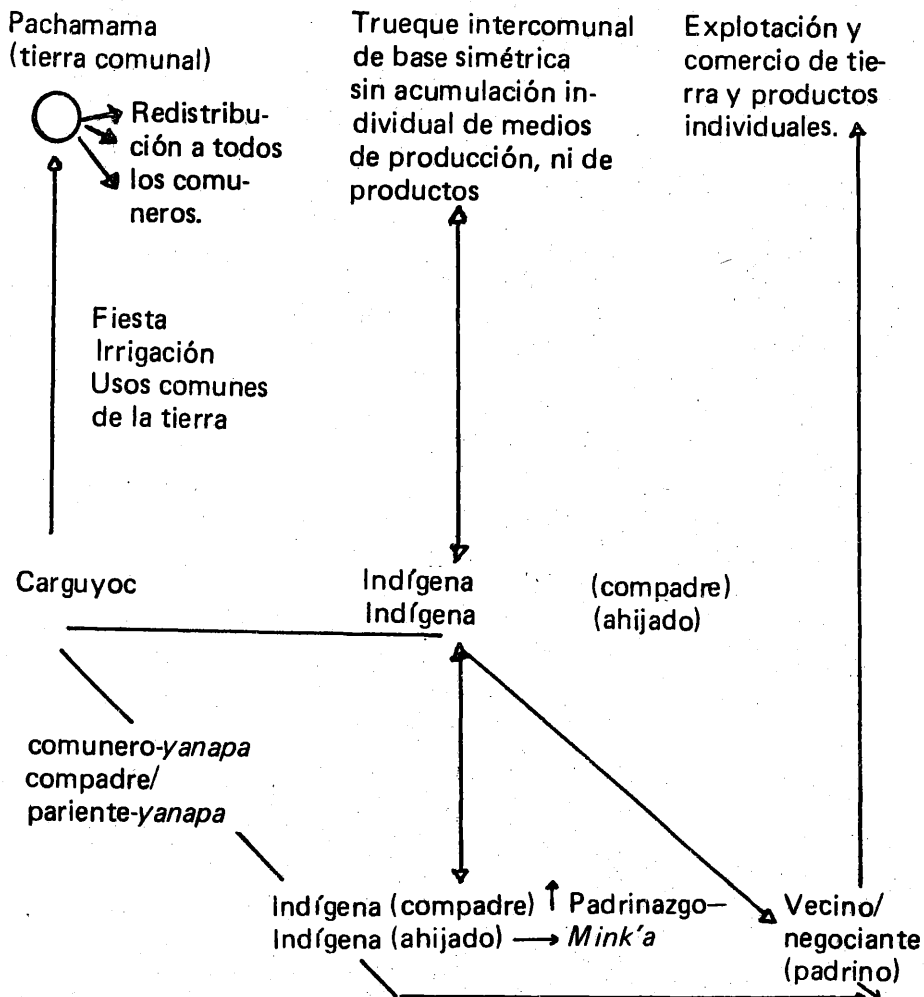 Pachamama
(tierra comunal)
Redistribu-
ción a todos
los comu-
neros.
Trueque intercomunal
de base simétrica
sin acumulación in-
dividual de medios
de producción, ni de
productos
Explotación y
comercio de tie-
rra y productos
individuales.
Fiesta
Irrigación
Usos comunes
de la tierra
Carguyoc
Indígena
Indígena
(compadre)
(ahijado)
comunero-yanapa
compadre/
pariente-yanapa
Indígena (compadre) ↑ Padrinazgo—
Indígena (ahijado) → Mink'a
Vecino/
negociante
(padrino)